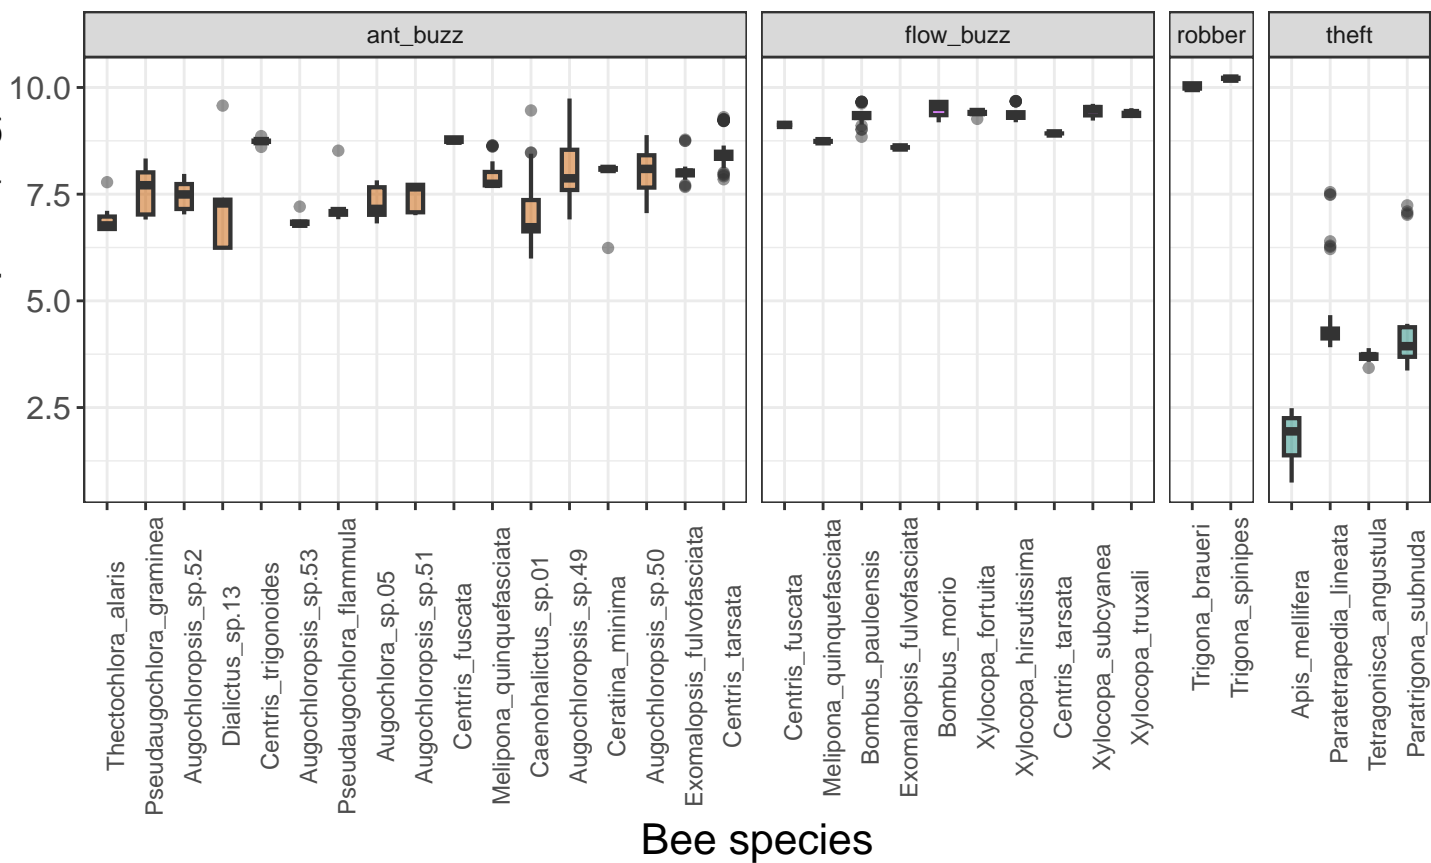 ant_buzz
flow_buzz
robber
theft
10.0
7.5
5.0
2.5
Thectochlora_alaris
Pseudaugochlora_graminea
Augochloropsis_sp.52
Dialictus_sp.13
Centris_trigonoides
Augochloropsis_sp.53
Pseudaugochlora_flammula
Augochlora_sp.05
Augochloropsis_sp.51
Centris_fuscata
Melipona_quinquefasciata
Caenohalictus_sp.01
Augochloropsis_sp.49
Ceratina_minima
Augochloropsis_sp.50
Exomalopsis_fulvofasciata
Centris_tarsata
Centris_fuscata
Melipona_quinquefasciata
Bombus_pauloensis
Exomalopsis_fulvofasciata
Bombus_morio
Xylocopa_fortuita
Xylocopa_hirsutissima
Centris_tarsata
Xylocopa_subcyanea
Xylocopa_truxali
Trigona_braueri
Trigona_spinipes
Apis_mellifera
Paratetrapedia_lineata
Tetragonisca_angustula
Paratrigona_subnuda
Bee species